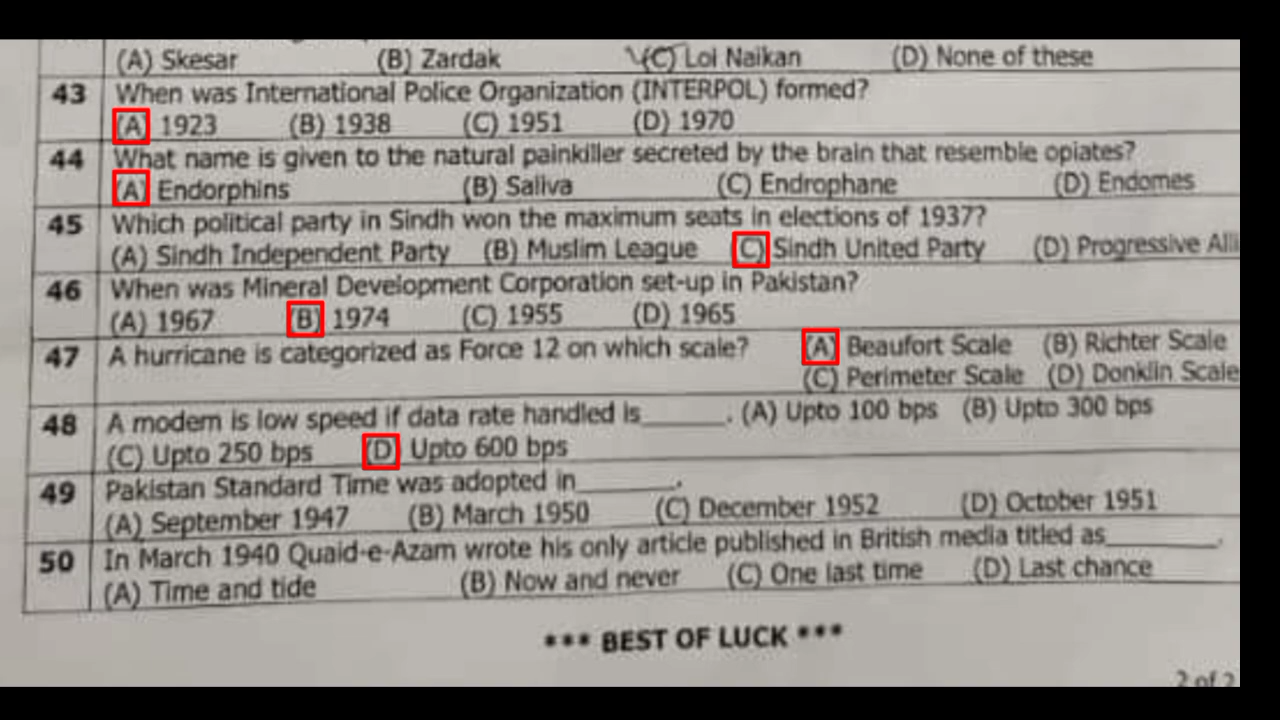 (A) Skesar (B) Zardak (C) Loi Naikan (D) None of these
43 When was International Police Organization (INTERPOL) formed?
(A) 1923 (B) 1938 (C) 1951 (D) 1970
44 What name is given to the natural painkiller secreted by the brain that resemble opiates?
(A) Endorphins (B) Saliva (C) Endrophane (D) Endomes
45 Which political party in Sindh won the maximum seats in elections of 1937?
(A) Sindh Independent Party (B) Muslim League (C) Sindh United Party (D) Progressive Alli
46 When was Mineral Development Corporation set-up in Pakistan?
(A) 1967 (B) 1974 (C) 1955 (D) 1965
47 A hurricane is categorized as Force 12 on which scale? (A) Beaufort Scale (B) Richter Scale
(C) Perimeter Scale (D) Donklin Scale
48 A modem is low speed if data rate handled is______. (A) Upto 100 bps (B) Upto 300 bps
(C) Upto 250 bps (D) Upto 600 bps
49 Pakistan Standard Time was adopted in_______.
(A) September 1947 (B) March 1950 (C) December 1952 (D) October 1951
50 In March 1940 Quaid-e-Azam wrote his only article published in British media titled as________.
(A) Time and tide (B) Now and never (C) One last time (D) Last chance
*** BEST OF LUCK ***
2 of 2